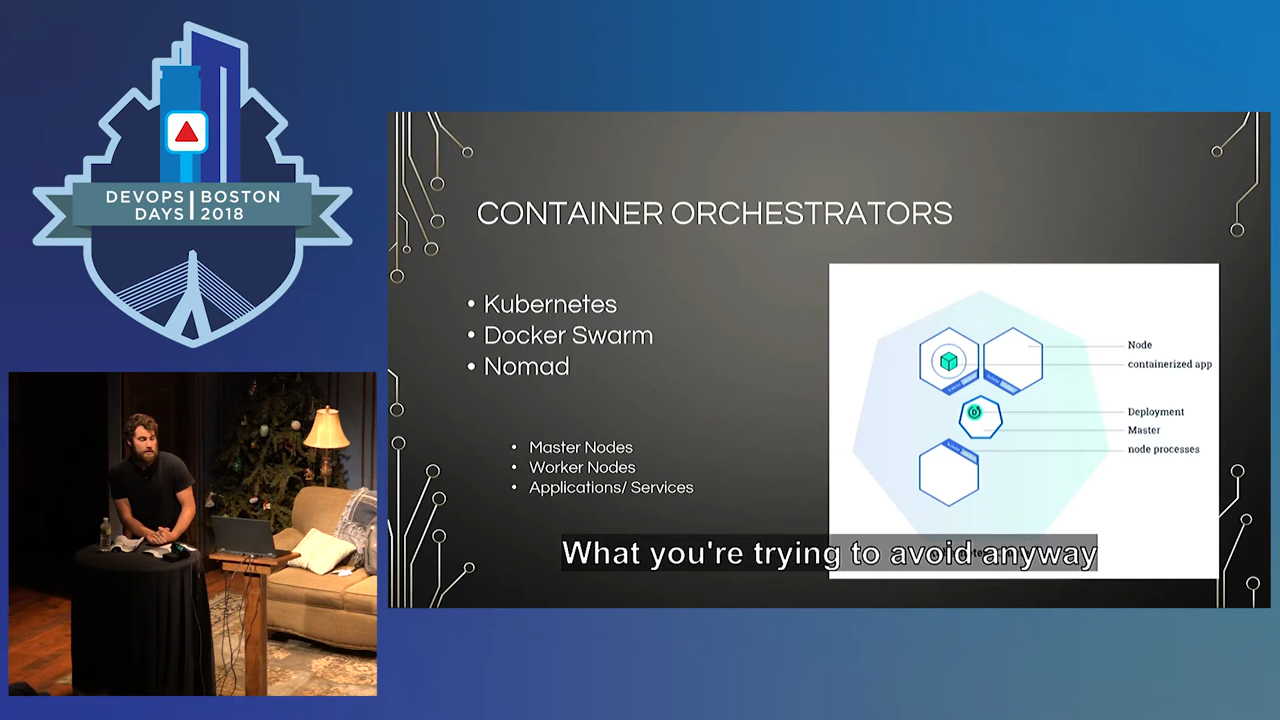 DEVOPS BOSTON
DAYS 2018
CONTAINER ORCHESTRATORS
• Kubernetes
• Docker Swarm
• Nomad
• Master Nodes
• Worker Nodes
• Applications/ Services
Node
containerized app
Deployment
Master
node processes
What you're trying to avoid anyway